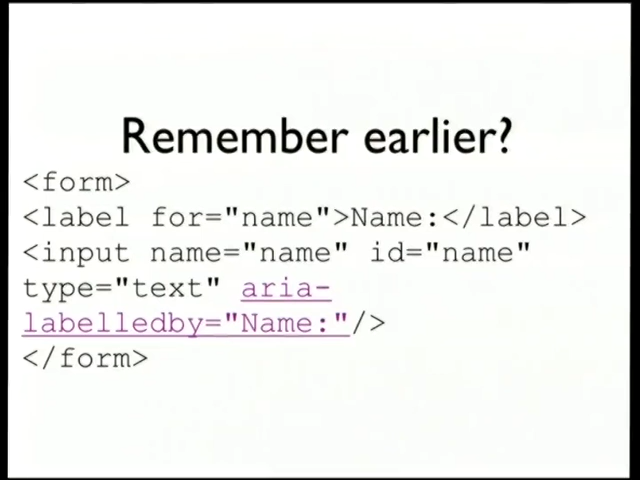 Remember earlier?
<form>
<label for="name">Name:</label>
<input name="name" id="name"
type="text" aria-
labelledby="Name:"/>
</form>